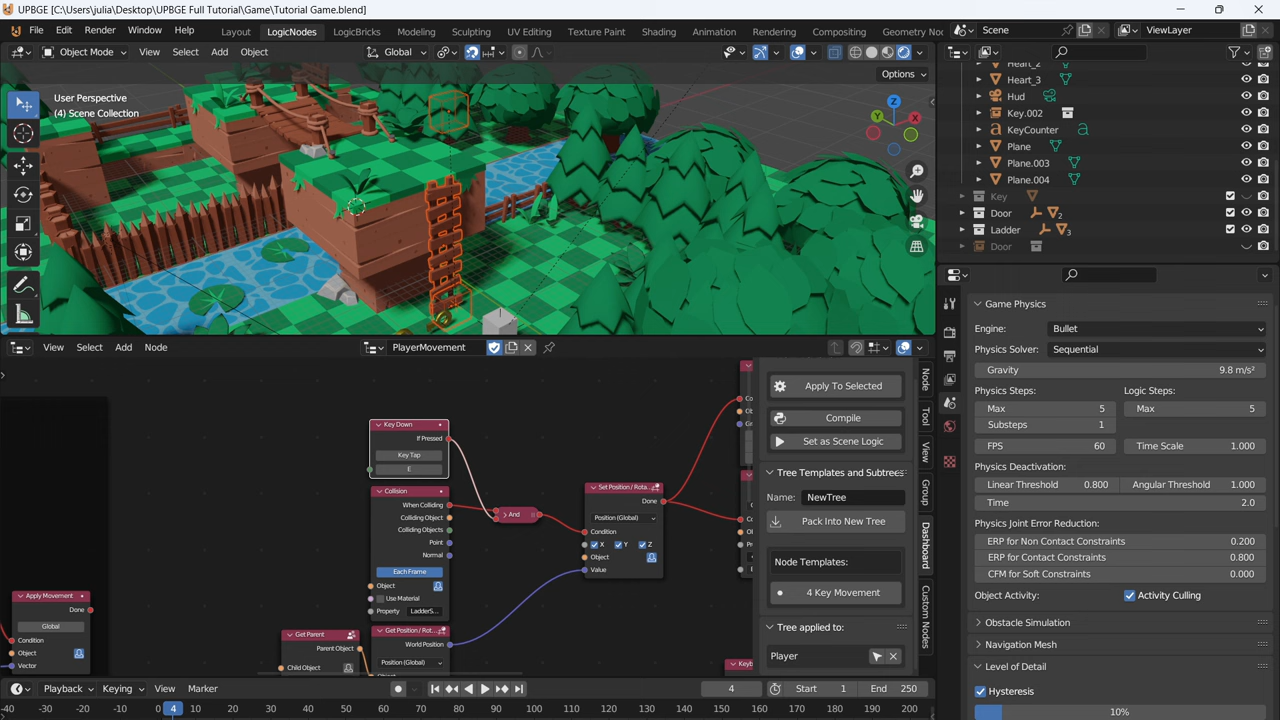 UPBGE [C:\Users\julia\Desktop\UPBGE Full Tutorial\Game\Tutorial Game.blend]
File Edit Render Window Help Layout LogicNodes LogicBricks Modeling Sculpting UV Editing Texture Paint Shading Animation Rendering Compositing Geometry No Scene ViewLayer
Object Mode View Select Add Object Global
Options
User Perspective
(4) Scene Collection
X
Y
Z
Heart_2
Heart_3
Hud
Key.002
KeyCounter
Plane
Plane.003
Plane.004
Key
Door 2
Ladder 3
Door
View Select Add Node PlayerMovement
Key Down
If Pressed
Key Tap
E
Collision
When Colliding
Colliding Object
Colliding Objects
Point
Normal
Each Frame
Object
Use Material
Property LadderS...
And
Set Position / Rota...
Done
Position (Global)
Condition
X Y Z
Object
Value
Apply Movement
Done
Global
Condition
Object
Vector
Get Parent
Parent Object
Child Object
Get Position / Rot...
World Position
Position (Global)
Apply To Selected
Compile
Set as Scene Logic
Tree Templates and Subtrees
Name: NewTree
Pack Into New Tree
Node Templates:
4 Key Movement
Tree applied to:
Player
Node
Tool
View
Group
Dashboard
Custom Nodes
Game Physics
Engine: Bullet
Physics Solver: Sequential
Gravity 9.8 m/s²
Physics Steps: Logic Steps:
Max 5 Max 5
Substeps 1
FPS 60 Time Scale 1.000
Physics Deactivation:
Linear Threshold 0.800 Angular Threshold 1.000
Time 2.0
Physics Joint Error Reduction:
ERP for Non Contact Constraints 0.200
ERP for Contact Constraints 0.800
CFM for Soft Constraints 0.000
Object Activity: Activity Culling
Obstacle Simulation
Navigation Mesh
Level of Detail
Hysteresis
10%
Playback Keying View Marker 4 Start 1 End 250
-40 -30 -20 -10 0 4 10 20 30 40 50 60 70 80 90 100 110 120 130 140 150 160 170 180 190 200